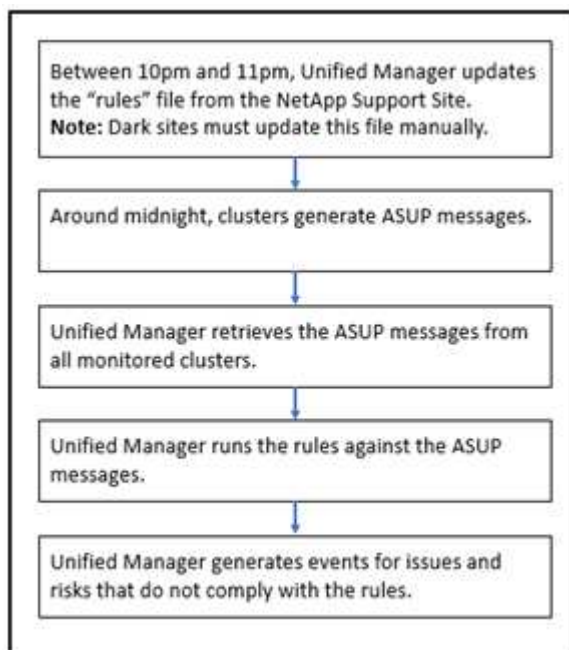 Between 10pm and 11pm, Unified Manager updates
the “rules” file from the NetApp Support Site.
Note: Dark sites must update this file manually.
Around midnight, clusters generate ASUP messages.
Unified Manager retrieves the ASUP messages from
all monitored clusters.
Unified Manager runs the rules against the ASUP
messages.
Unified Manager generates events for issues and
risks that do not comply with the rules.